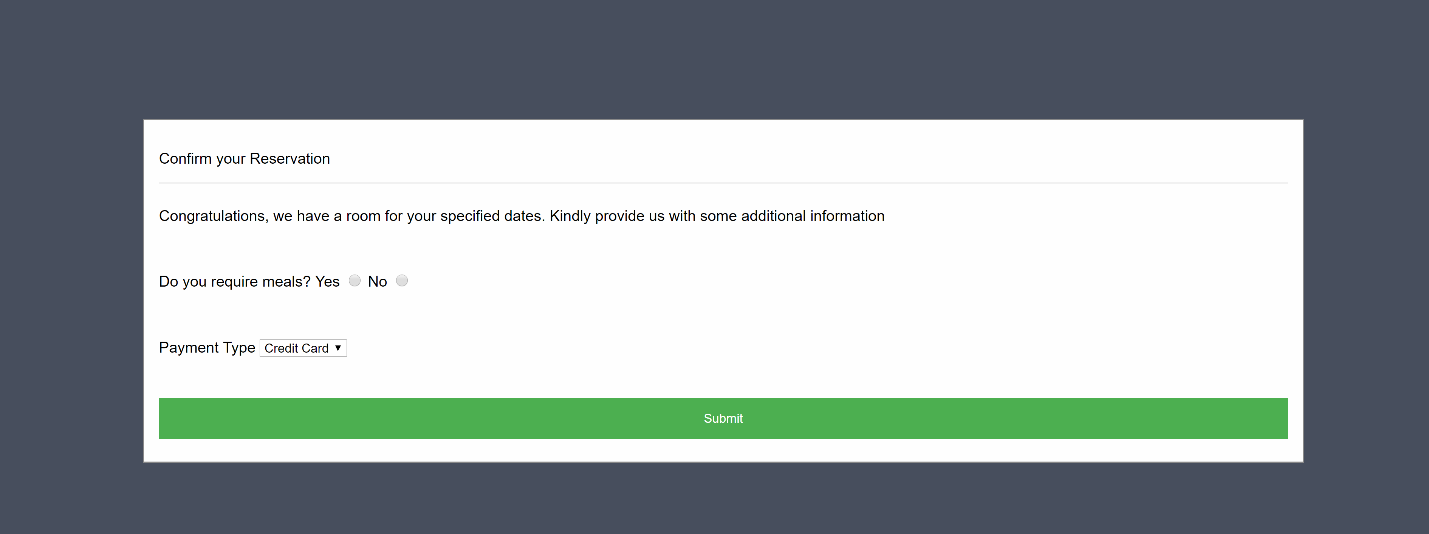 Confirm your Reservation
Congratulations, we have a room for your specified dates. Kindly provide us with some additional information
Do you require meals? Yes No
Payment Type Credit Card
Submit